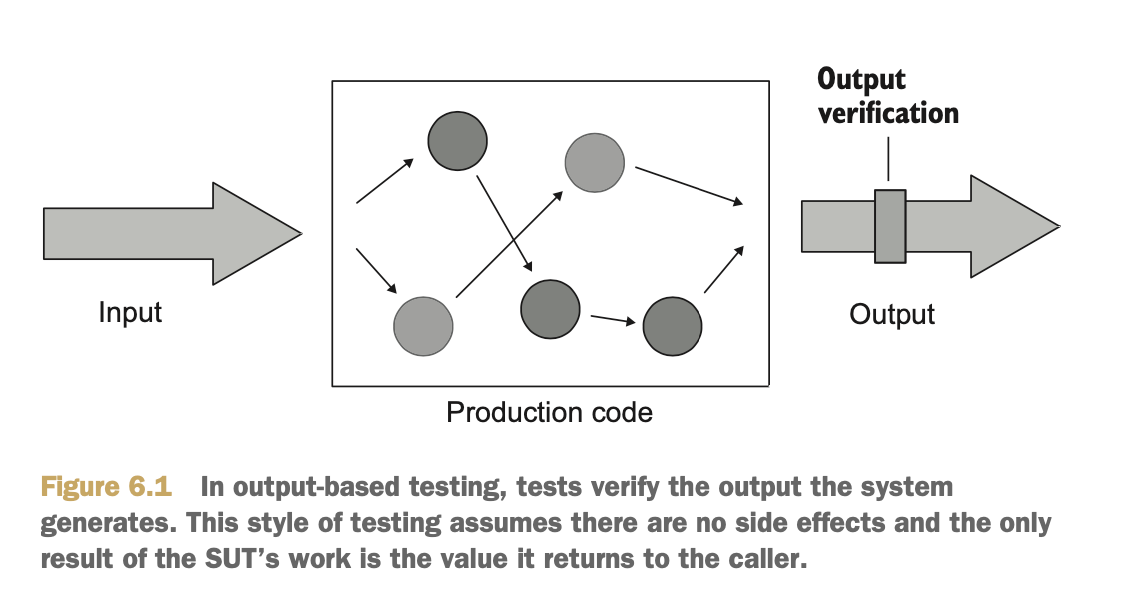 Output
verification
Input
Output
Production code
Figure 6.1 In output-based testing, tests verify the output the system
generates. This style of testing assumes there are no side effects and the only
result of the SUT’s work is the value it returns to the caller.